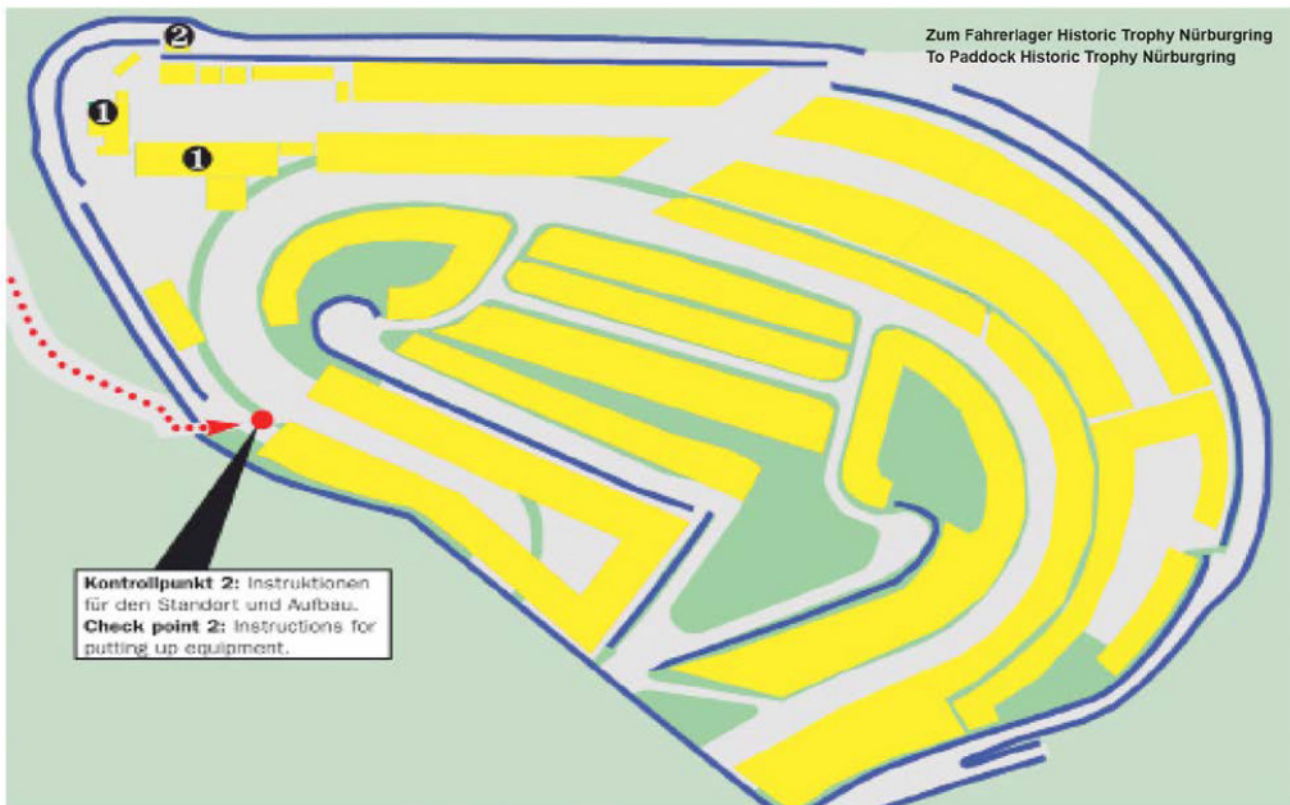 Zum Fahrerlager Historic Trophy Nürburgring
To Paddock Historic Trophy Nürburgring
2
1
1
Kontrollpunkt 2: Instruktionen
für den Standort und Aufbau.
Check point 2: Instructions for
putting up equipment.